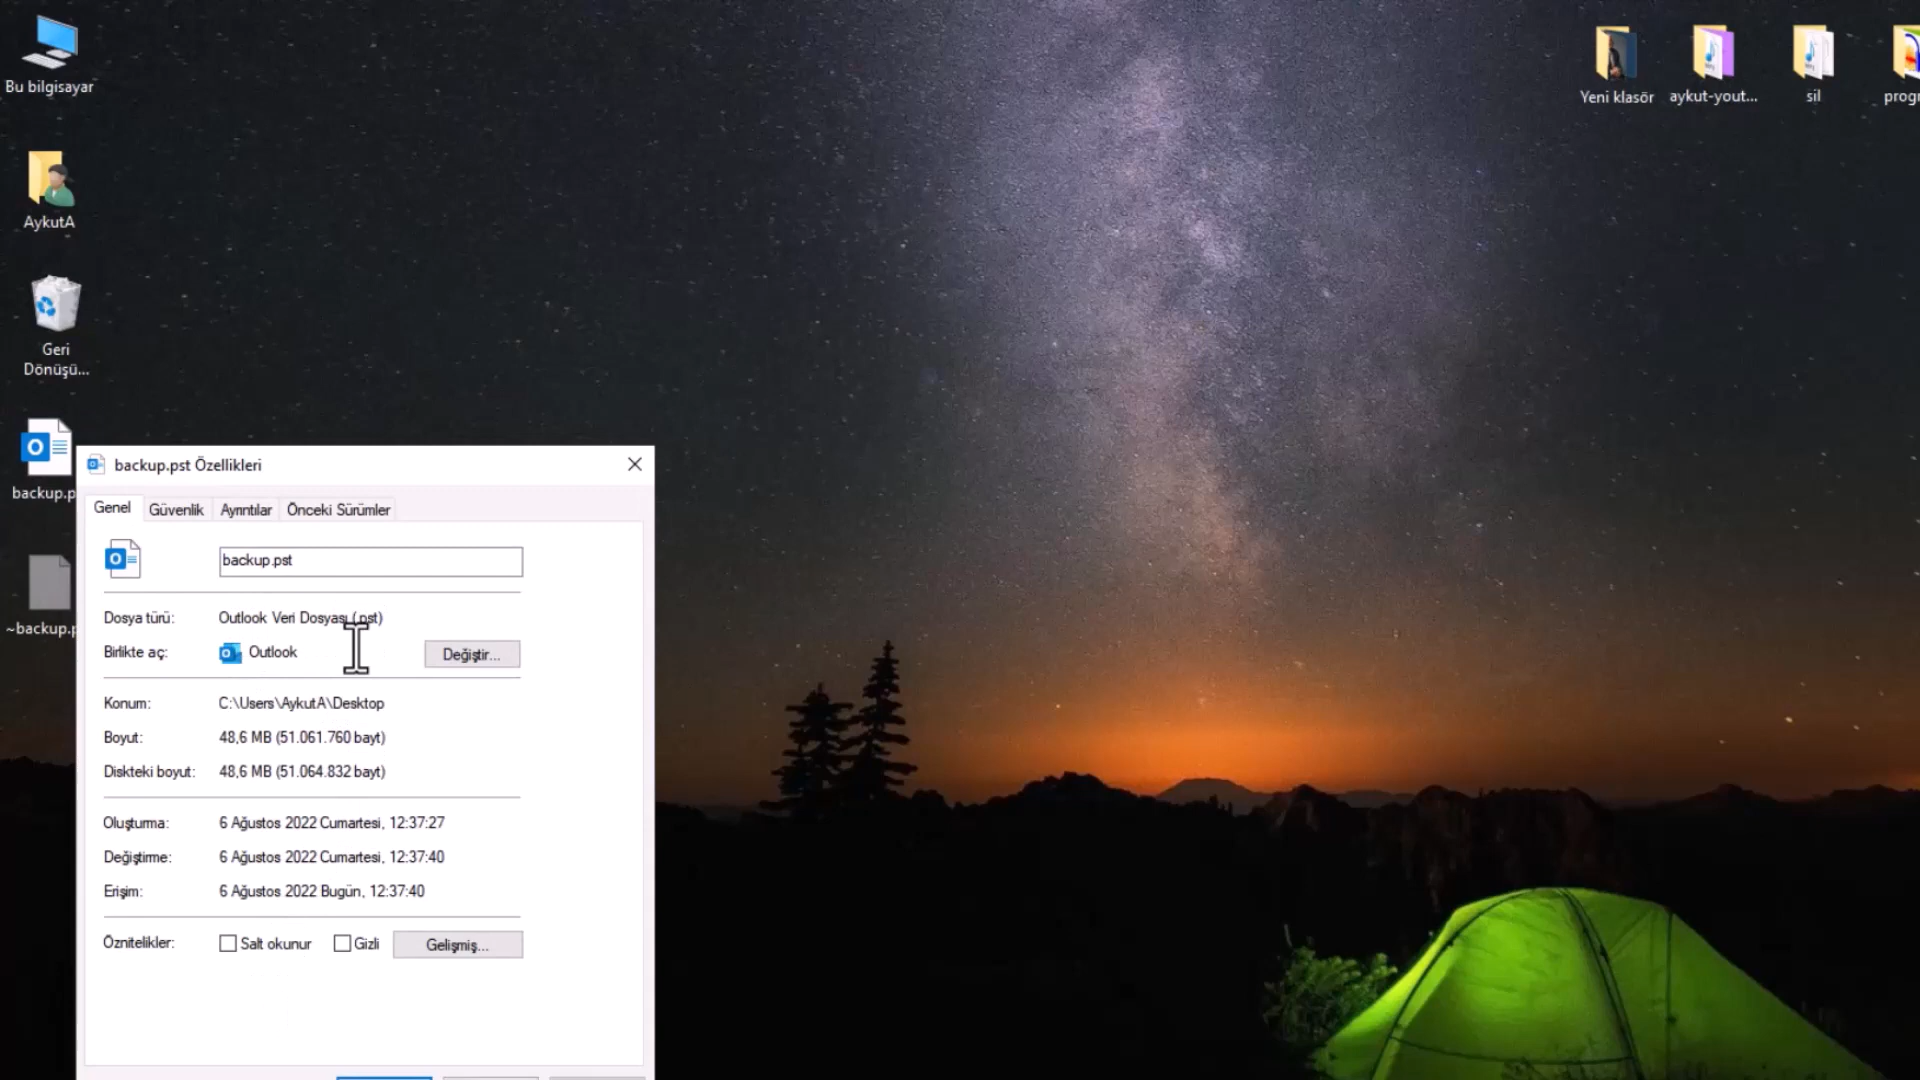 Bu bilgisayar
AykutA
Geri
Dönüşü...
backup.p
~backup.p
Yeni klasör
aykut-yout...
sil
progr
backup.pst Özellikleri
Genel
Güvenlik
Ayrıntılar
Önceki Sürümler
backup.pst
Dosya türü:
Outlook Veri Dosyası (.pst)
Birlikte aç:
Outlook
Değiştir...
Konum:
C:\Users\AykutA\Desktop
Boyut:
48,6 MB (51.061.760 bayt)
Diskteki boyut:
48,6 MB (51.064.832 bayt)
Oluşturma:
6 Ağustos 2022 Cumartesi, 12:37:27
Değiştirme:
6 Ağustos 2022 Cumartesi, 12:37:40
Erişim:
6 Ağustos 2022 Bugün, 12:37:40
Öznitelikler:
Salt okunur
Gizli
Gelişmiş...